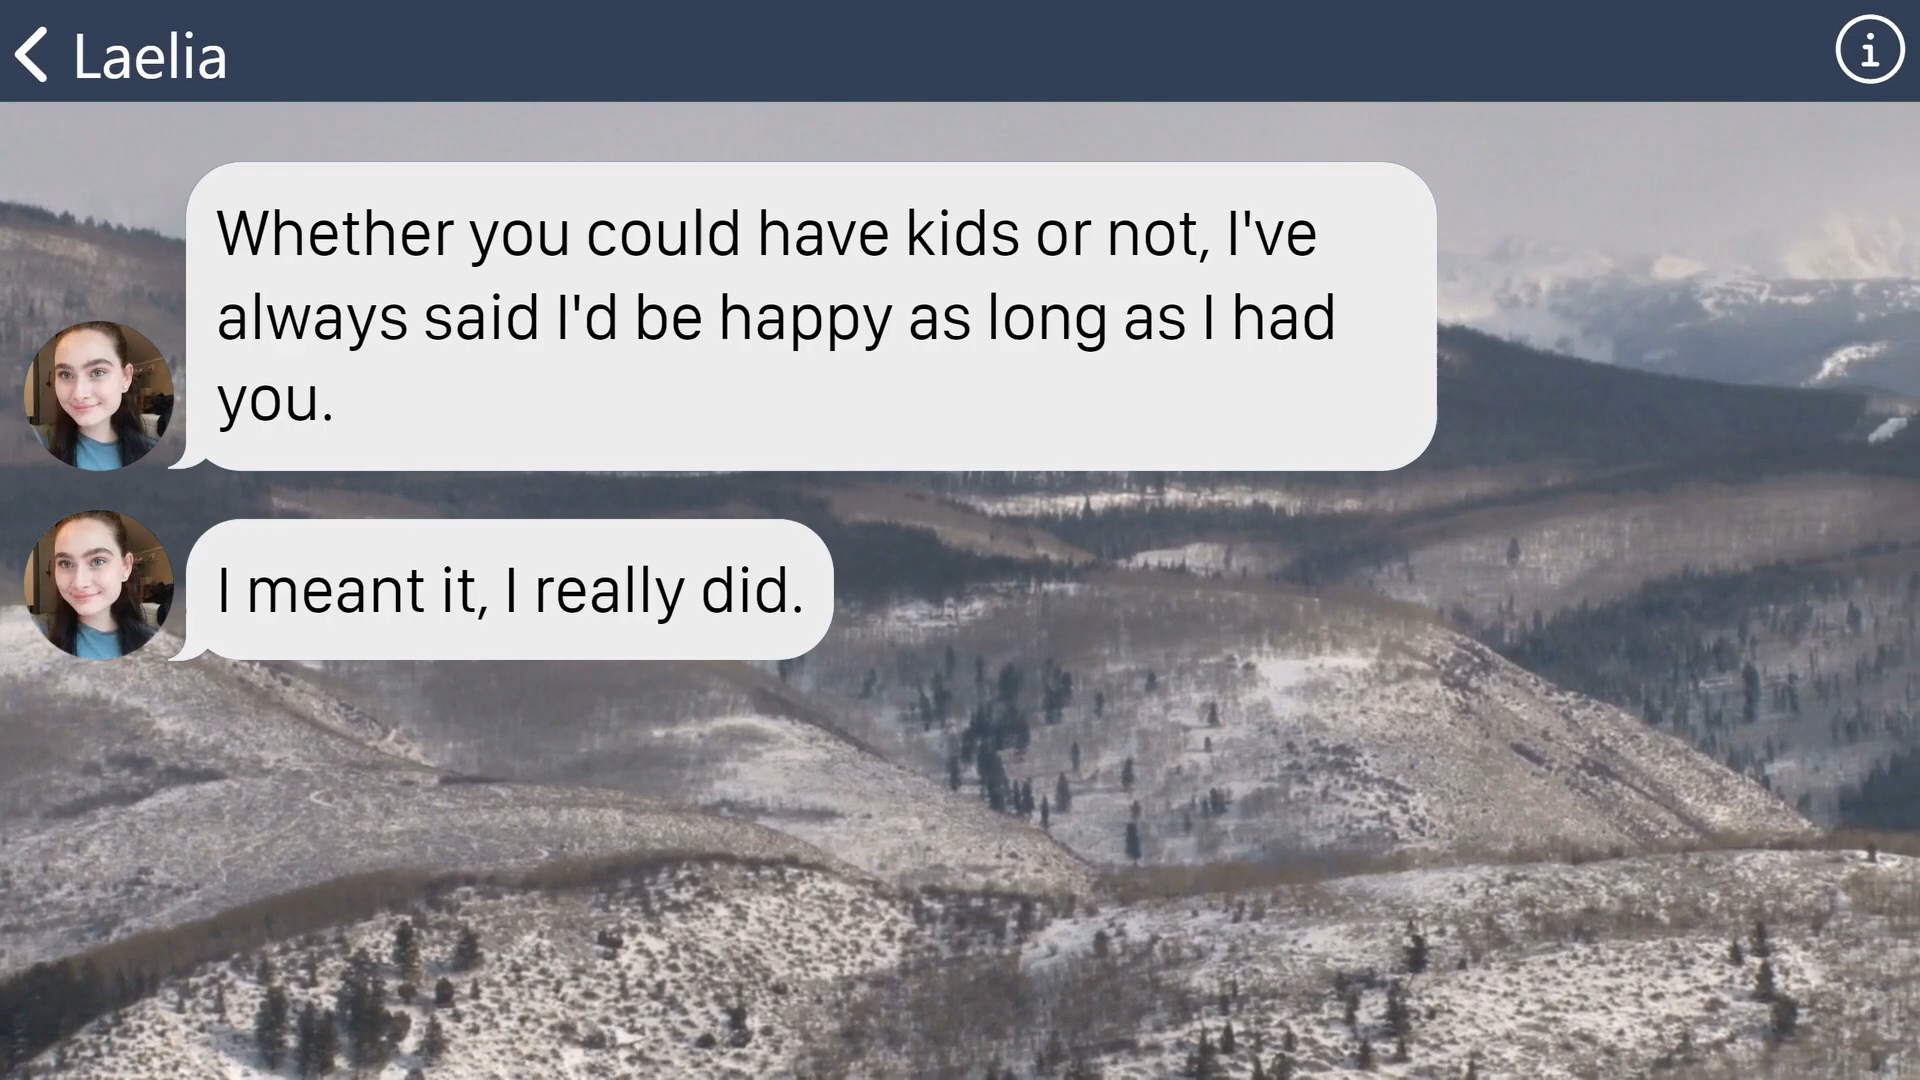 Laelia
Whether you could have kids or not, I've
always said I'd be happy as long as I had
you.
I meant it, I really did.